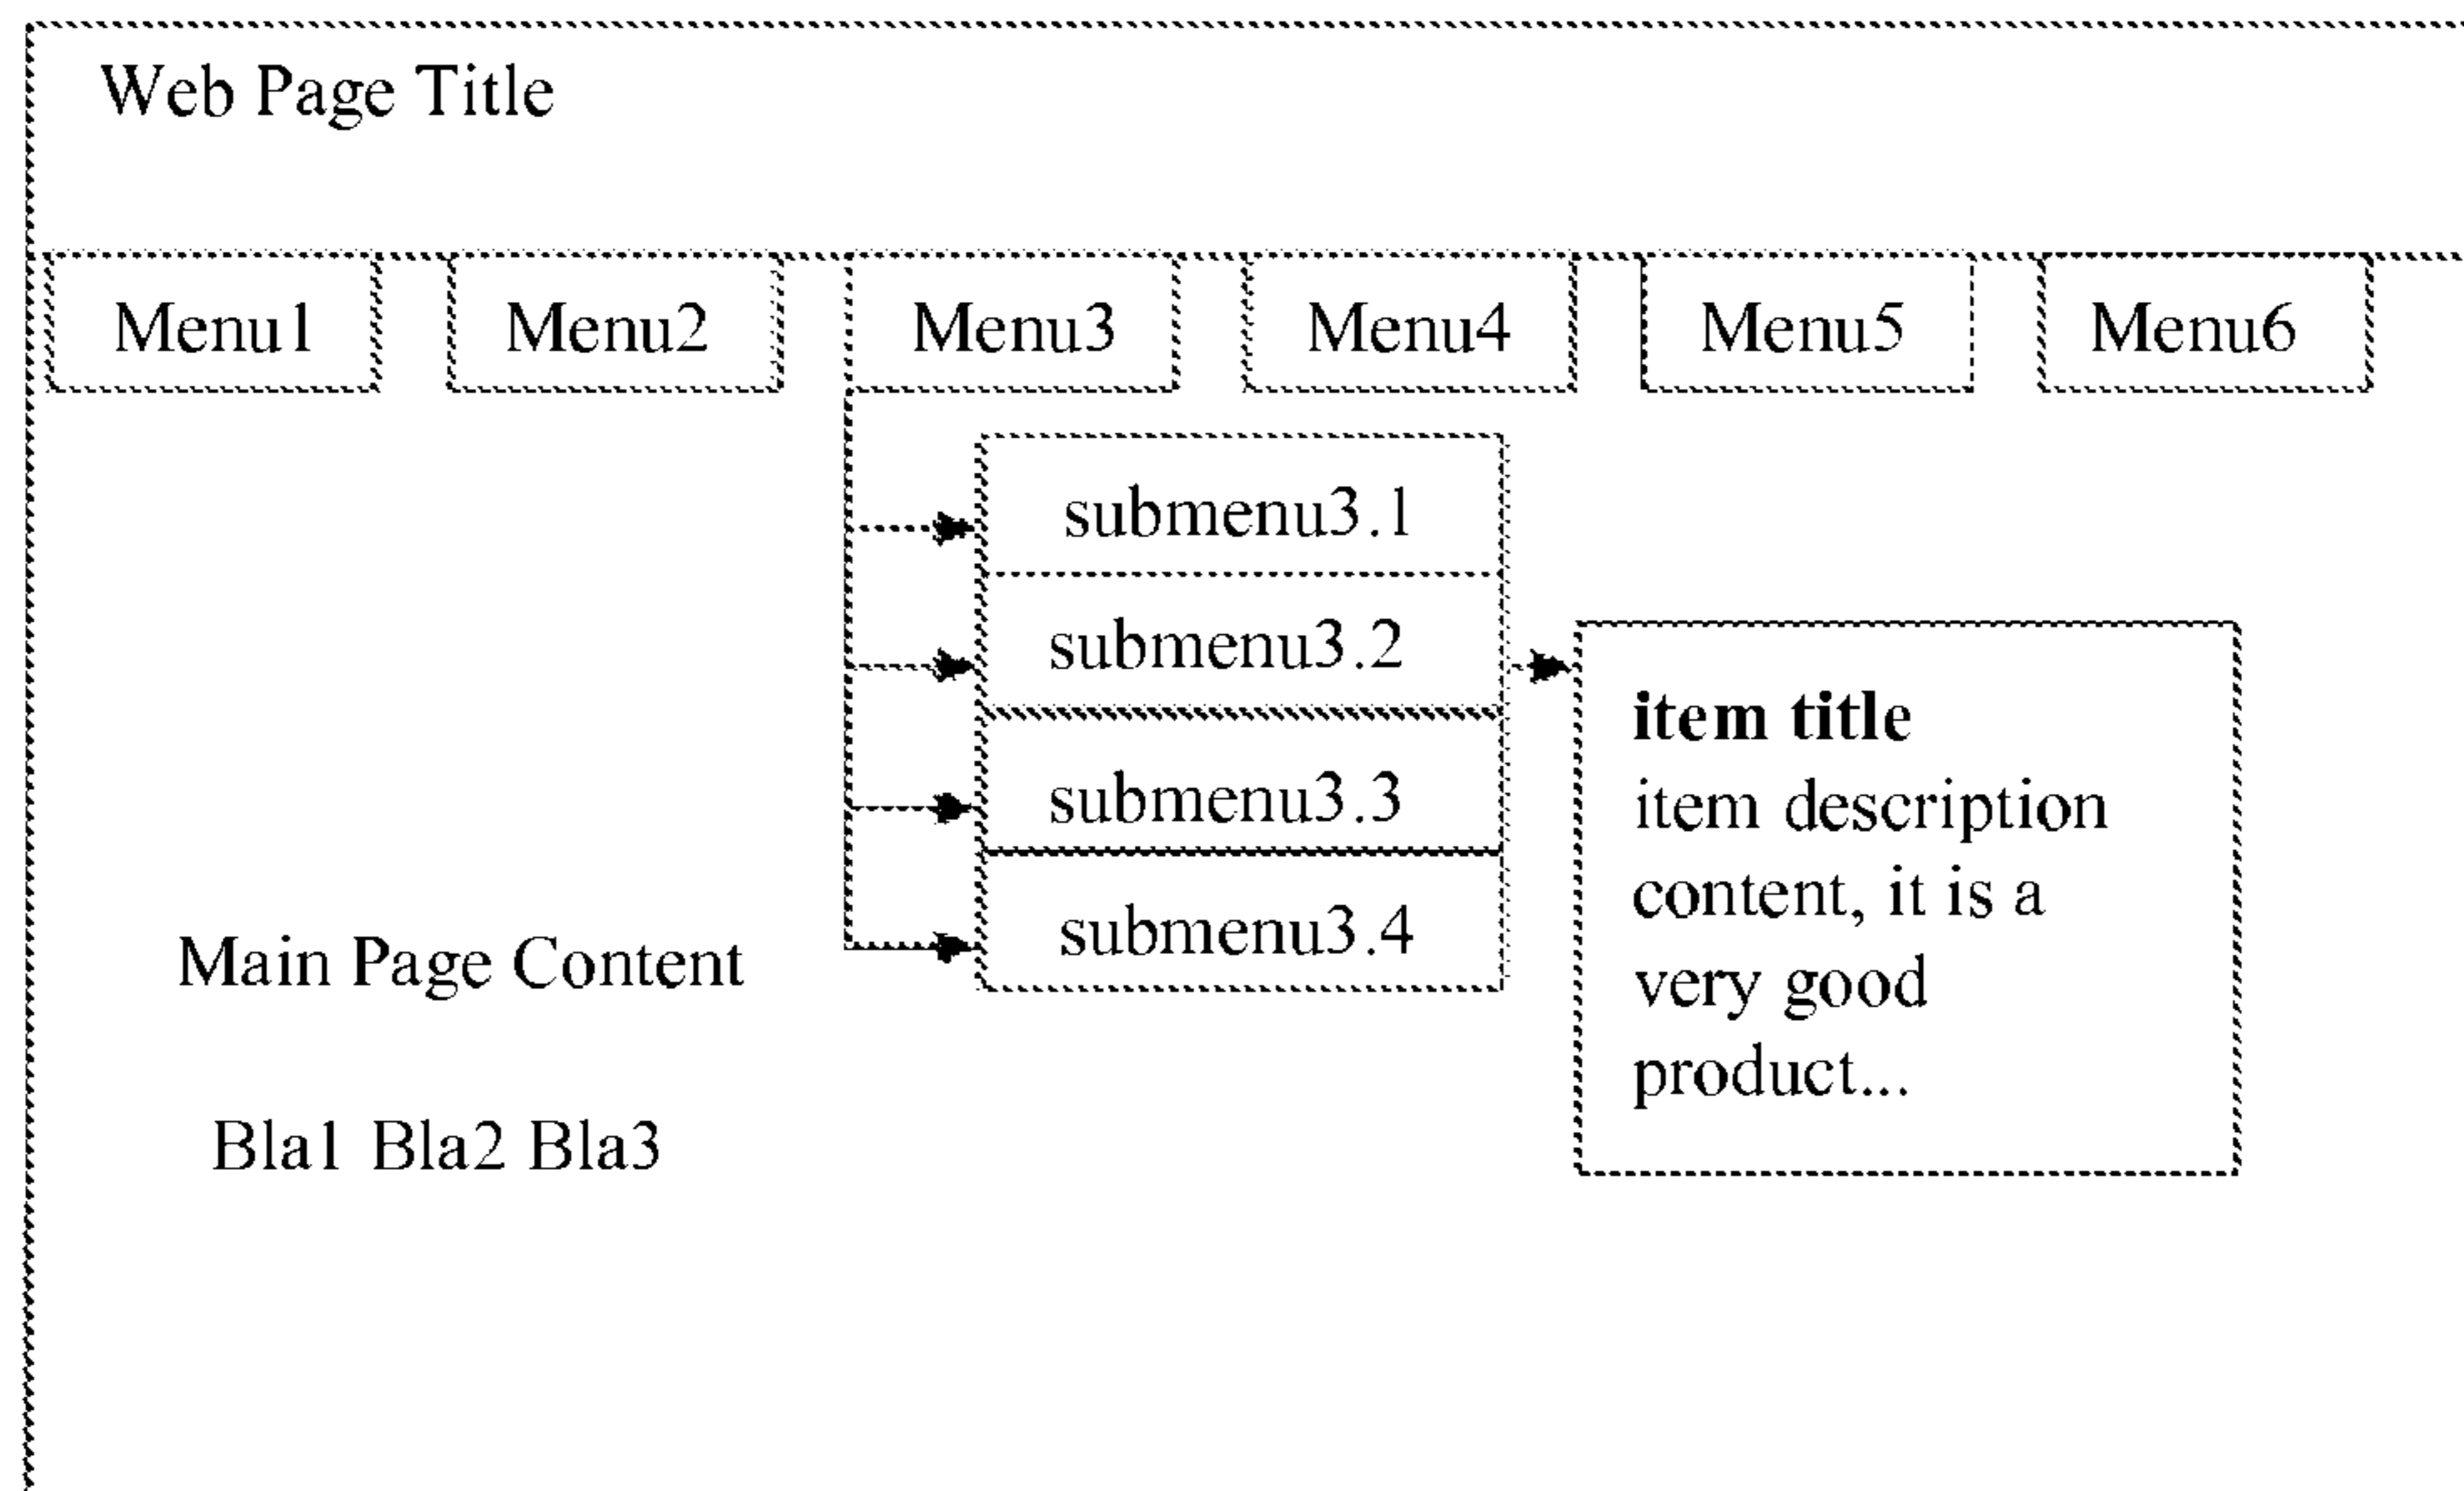 Web Page Title
Menu1 Menu2 Menu3 Menu4 Menu5 Menu6
submenu3.1
submenu3.2
submenu3.3
submenu3.4
item title
item description
content, it is a
very good
product...
Main Page Content
Bla1 Bla2 Bla3